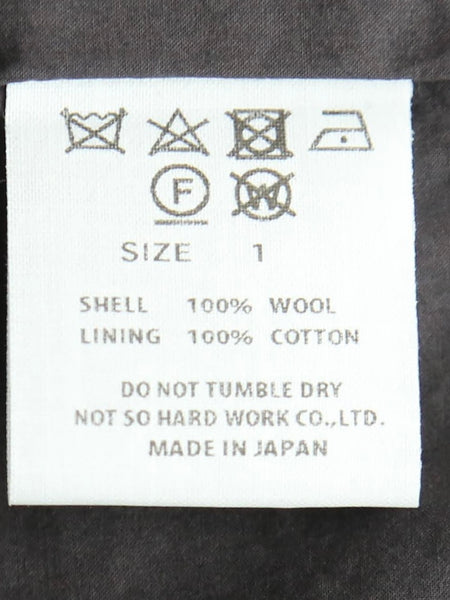 F W
SIZE 1
SHELL 100% WOOL
LINING 100% COTTON
DO NOT TUMBLE DRY
NOT SO HARD WORK CO.,LTD.
MADE IN JAPAN